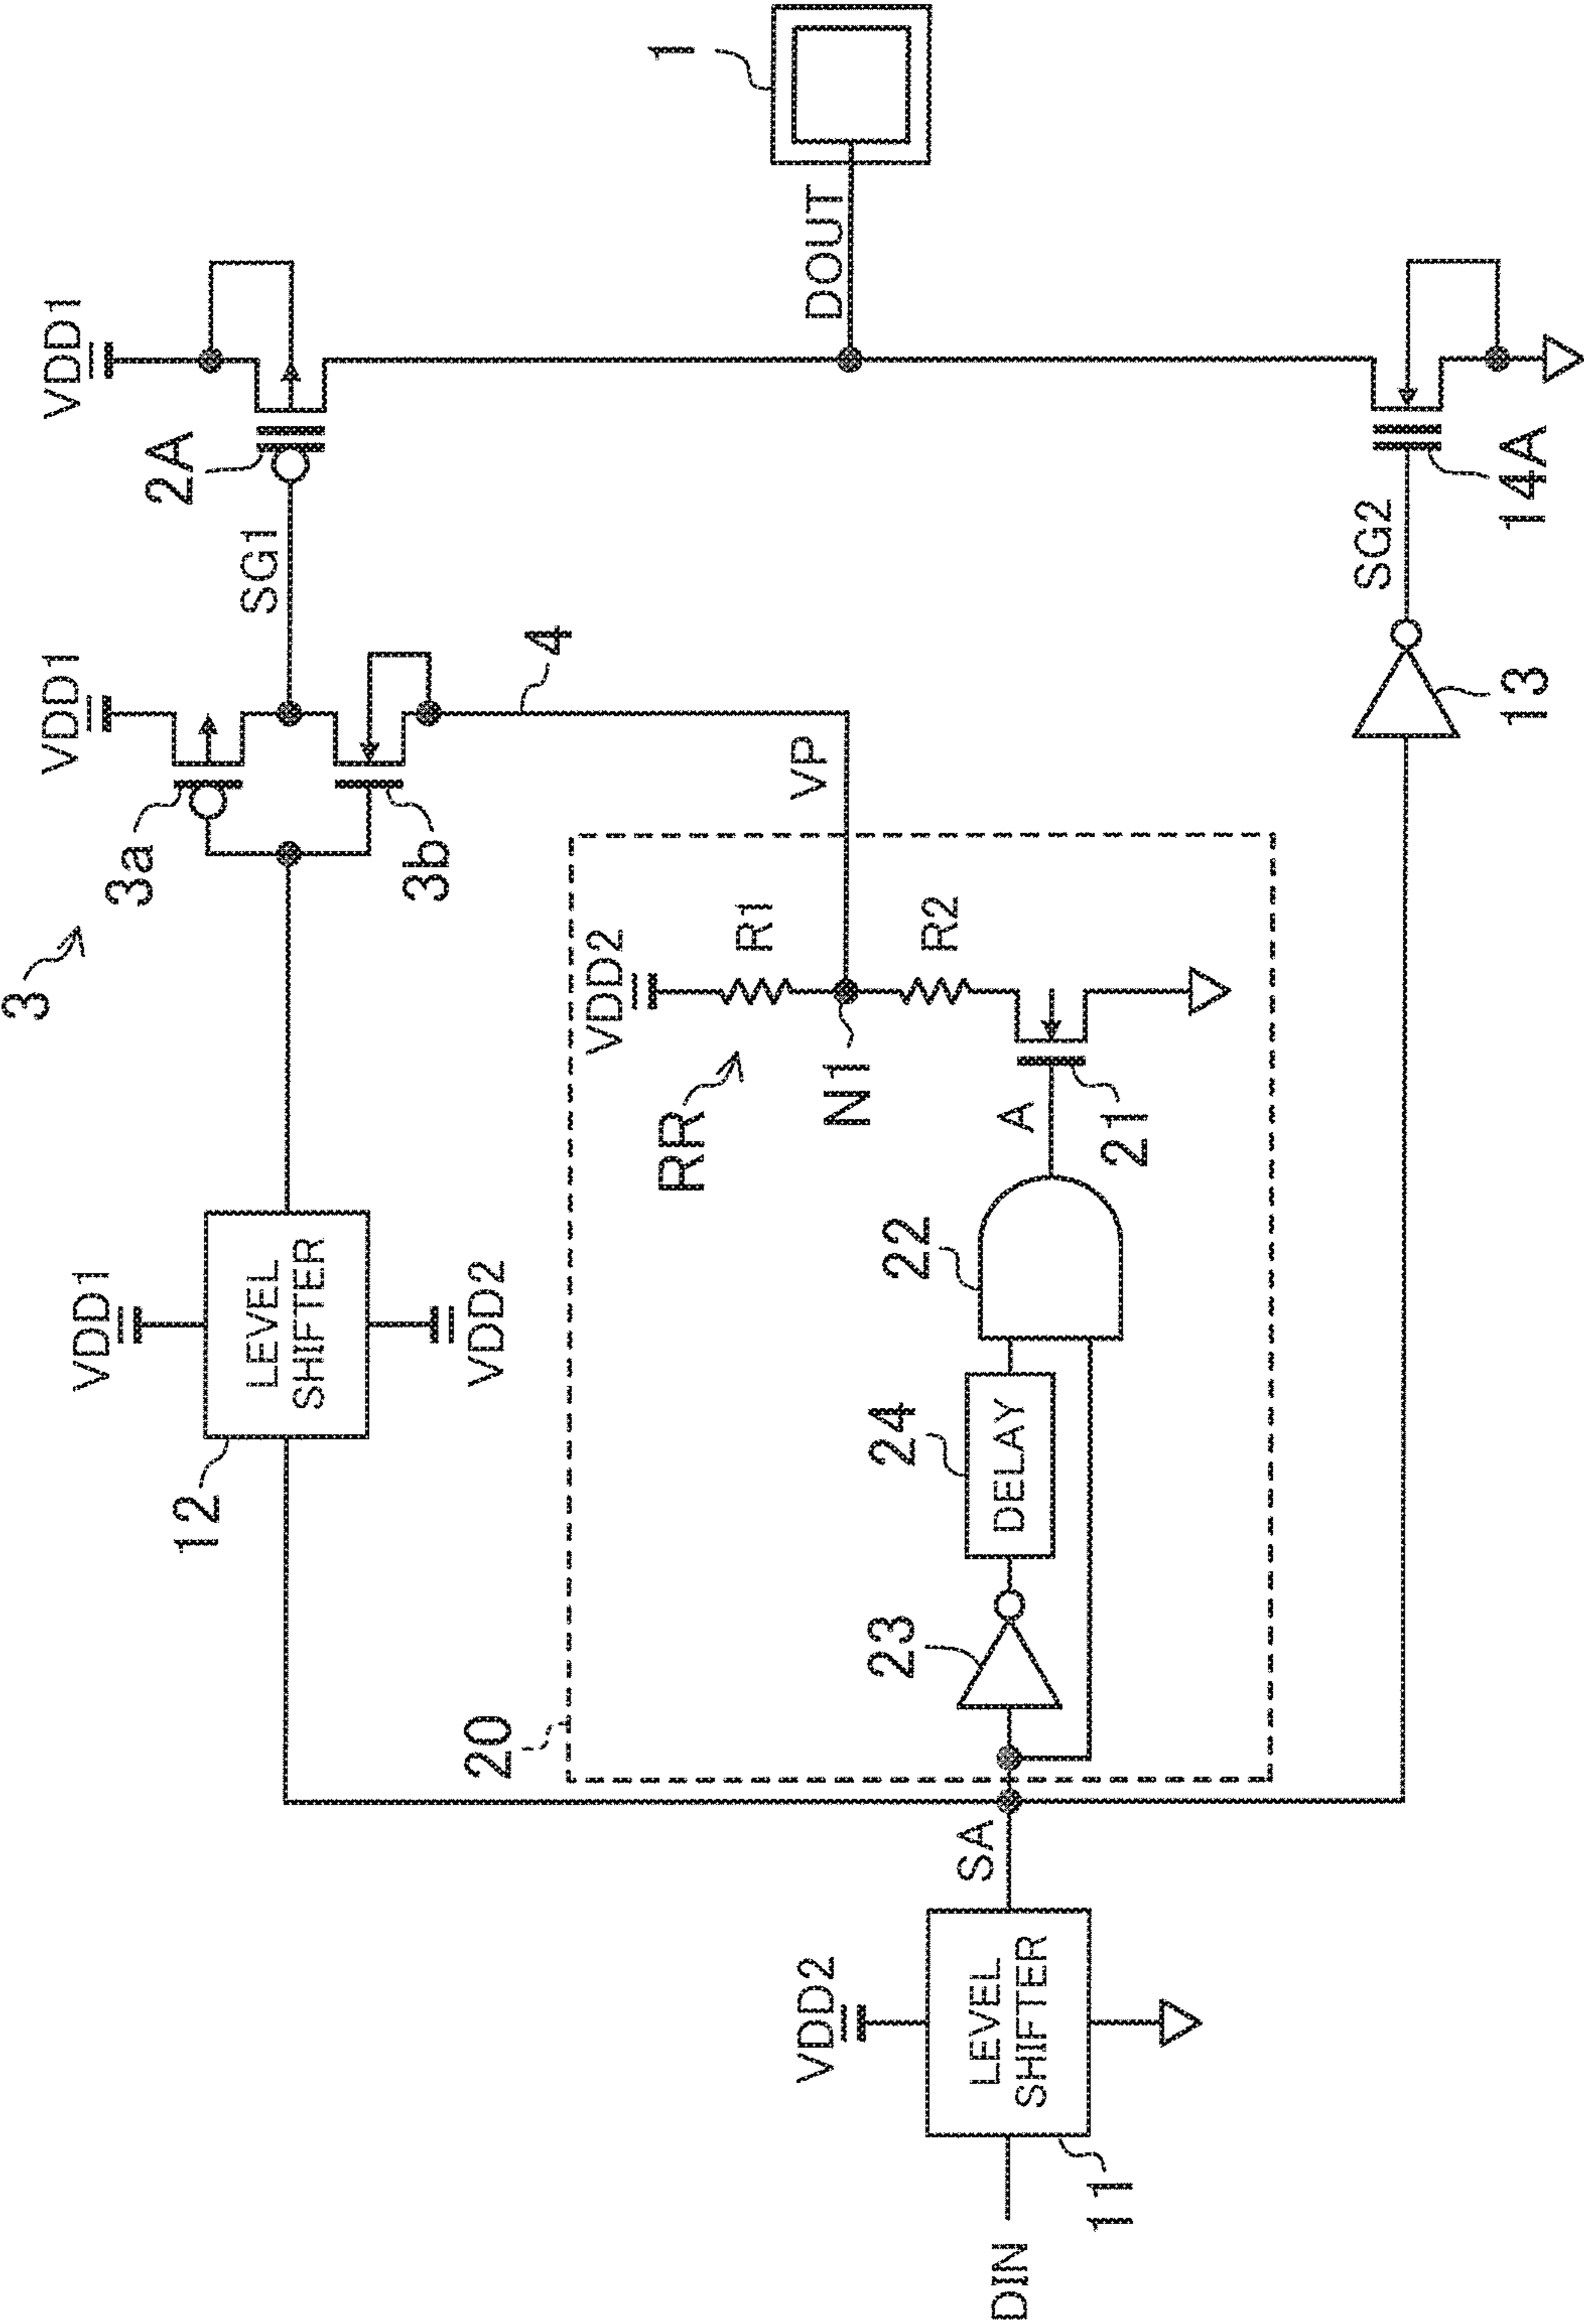 VDD1
VDD1
VDD1
3
3a
3b
2A
SG1
12
LEVEL
SHIFTER
VDD2
4
VP
1
DOUT
20
VDD2
RR
R1
N1
R2
A
21
22
23
24
DELAY
DIN
VDD2
LEVEL
SHIFTER
11
SA
13
SG2
14A